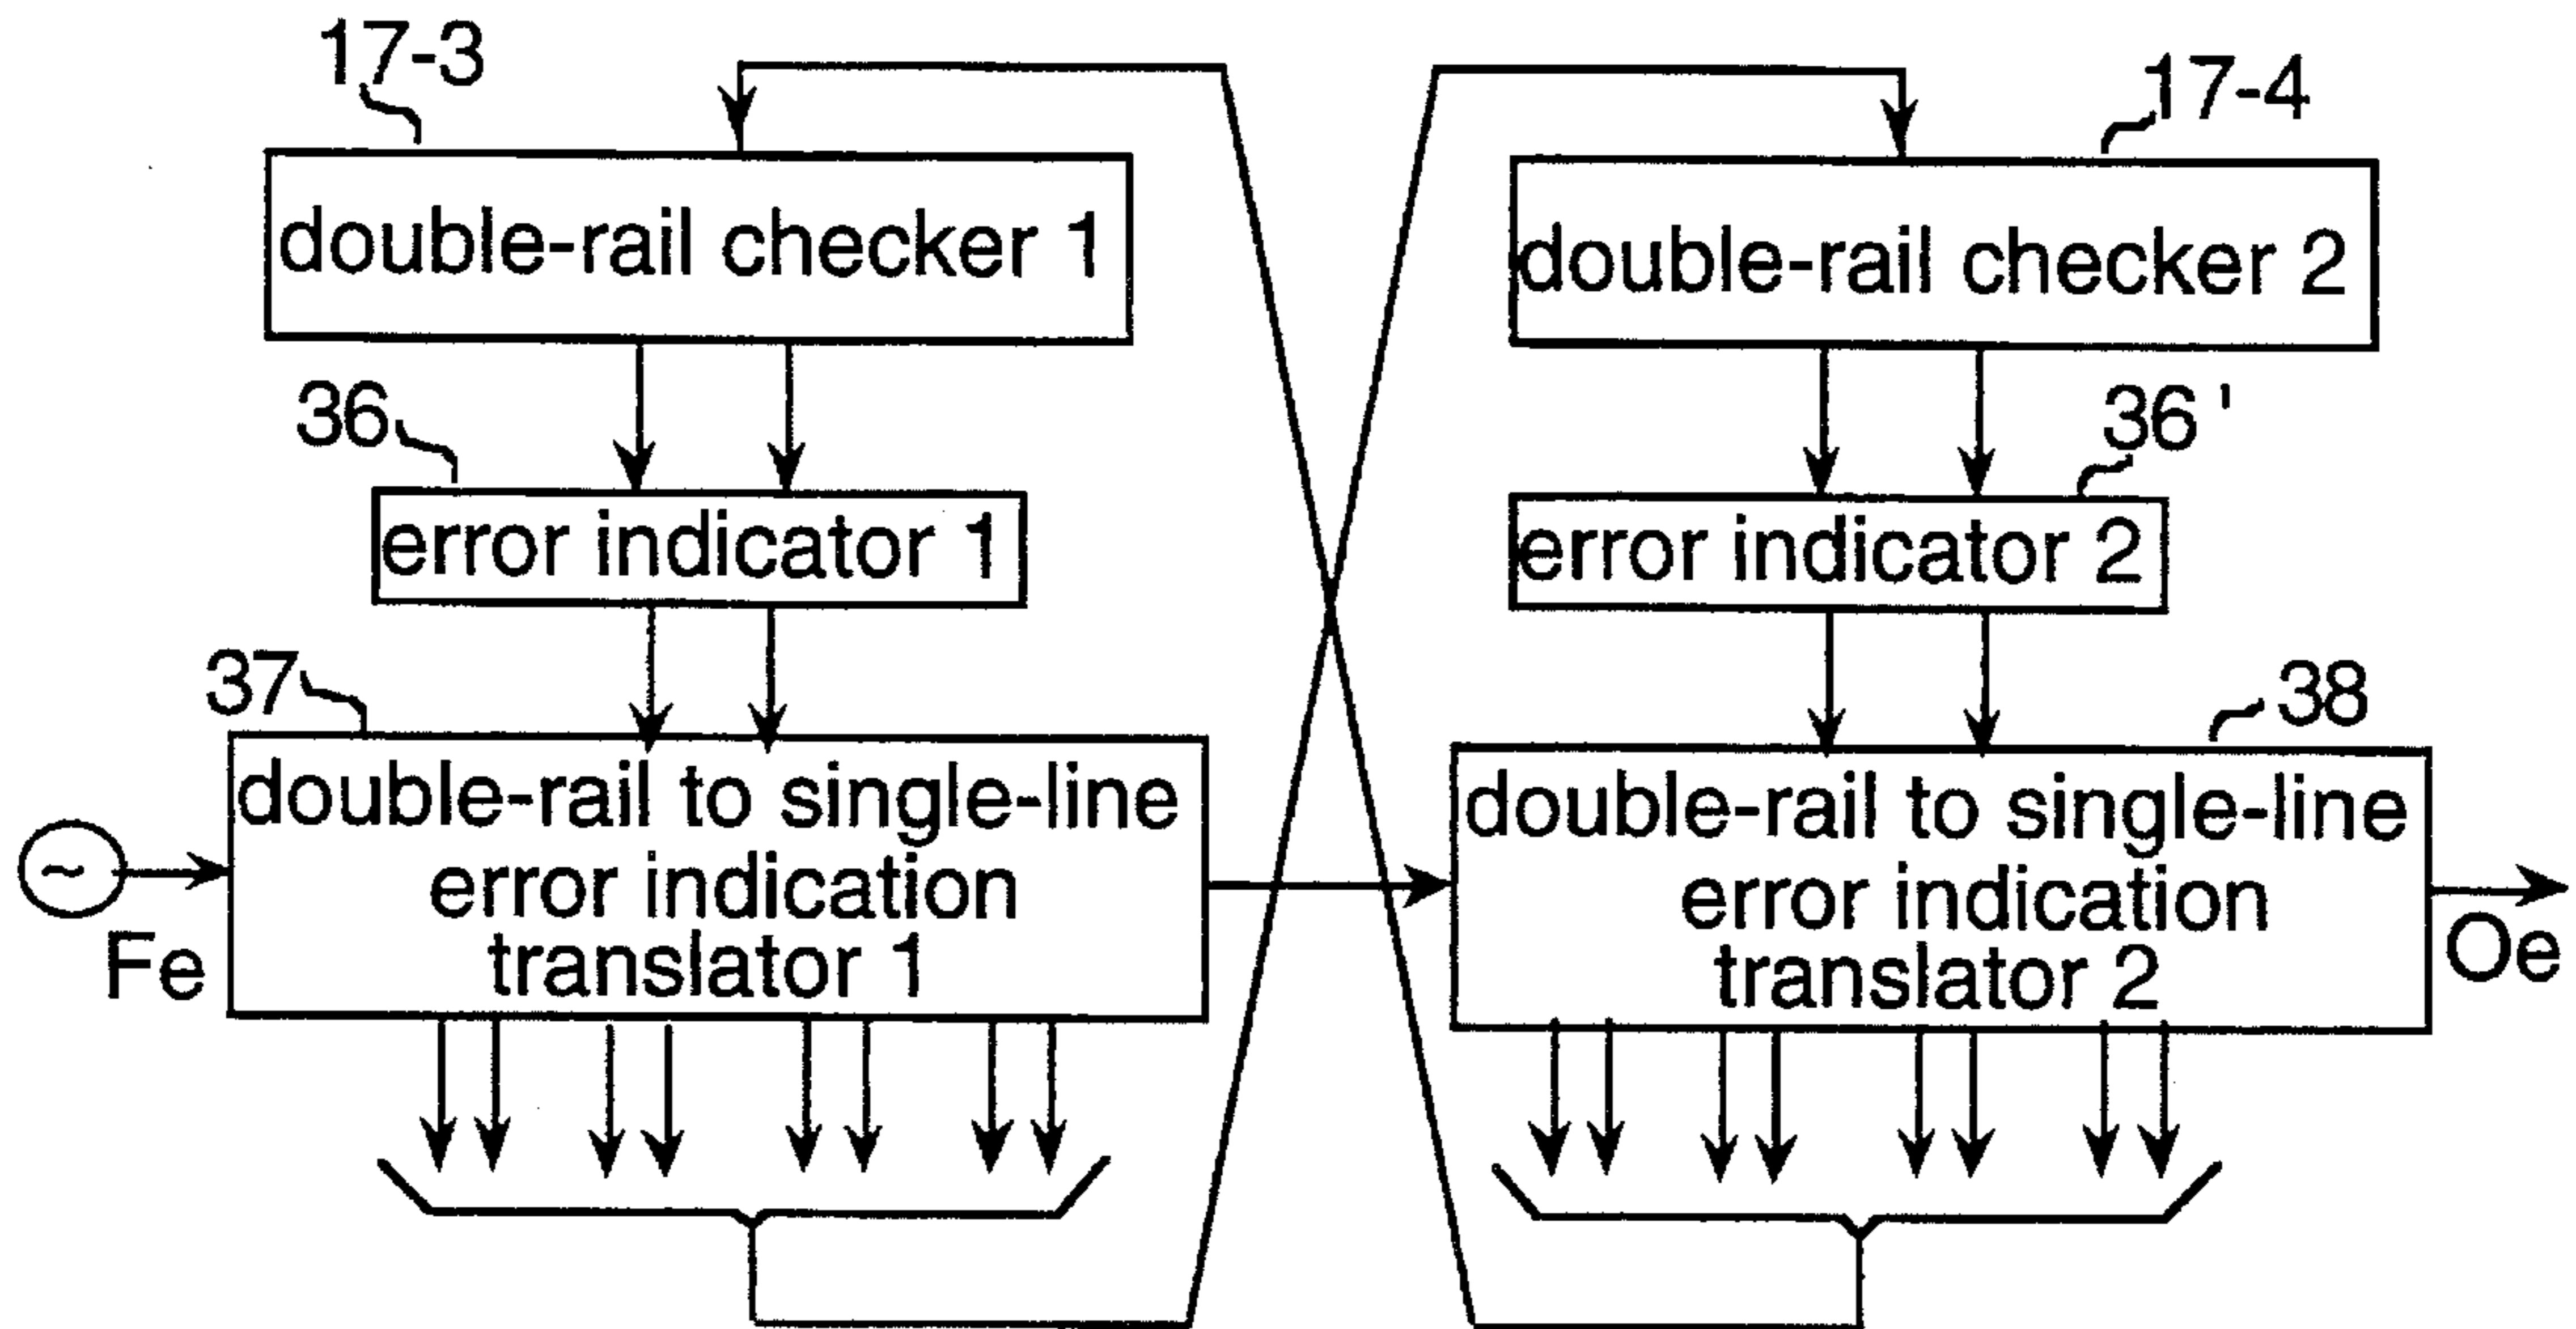 17-3
17-4
double-rail checker 1
double-rail checker 2
36
36'
error indicator 1
error indicator 2
37
38
double-rail to single-line
error indication
translator 1
double-rail to single-line
error indication
translator 2
~
Fe
Oe